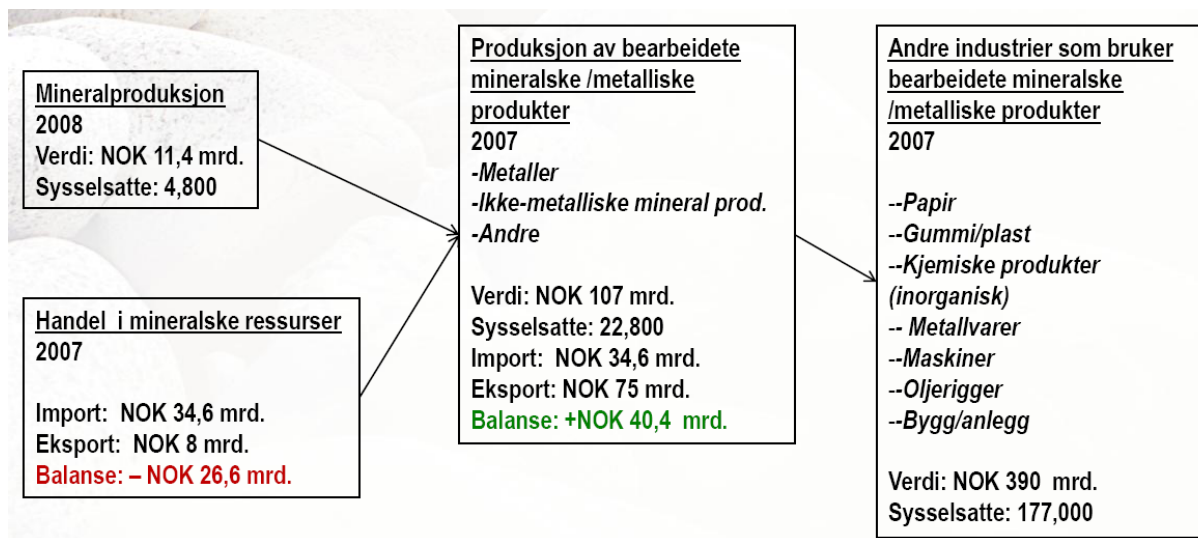 Mineralproduksjon
2008
Verdi: NOK 11,4 mrd.
Sysselsatte: 4,800
Handel i mineralske ressurser
2007
Import: NOK 34,6 mrd.
Eksport: NOK 8 mrd.
Balanse: – NOK 26,6 mrd.
Produksjon av bearbeidete
mineralske /metalliske
produkter
2007
-Metaller
-Ikke-metalliske mineral prod.
-Andre
Verdi: NOK 107 mrd.
Sysselsatte: 22,800
Import: NOK 34,6 mrd.
Eksport: NOK 75 mrd.
Balanse: +NOK 40,4 mrd.
Andre industrier som bruker
bearbeidete mineralske
/metalliske produkter
2007
--Papir
--Gummi/plast
--Kjemiske produkter
(inorganisk)
-- Metallvarer
--Maskiner
--Oljerigger
--Bygg/anlegg
Verdi: NOK 390 mrd.
Sysselsatte: 177,000